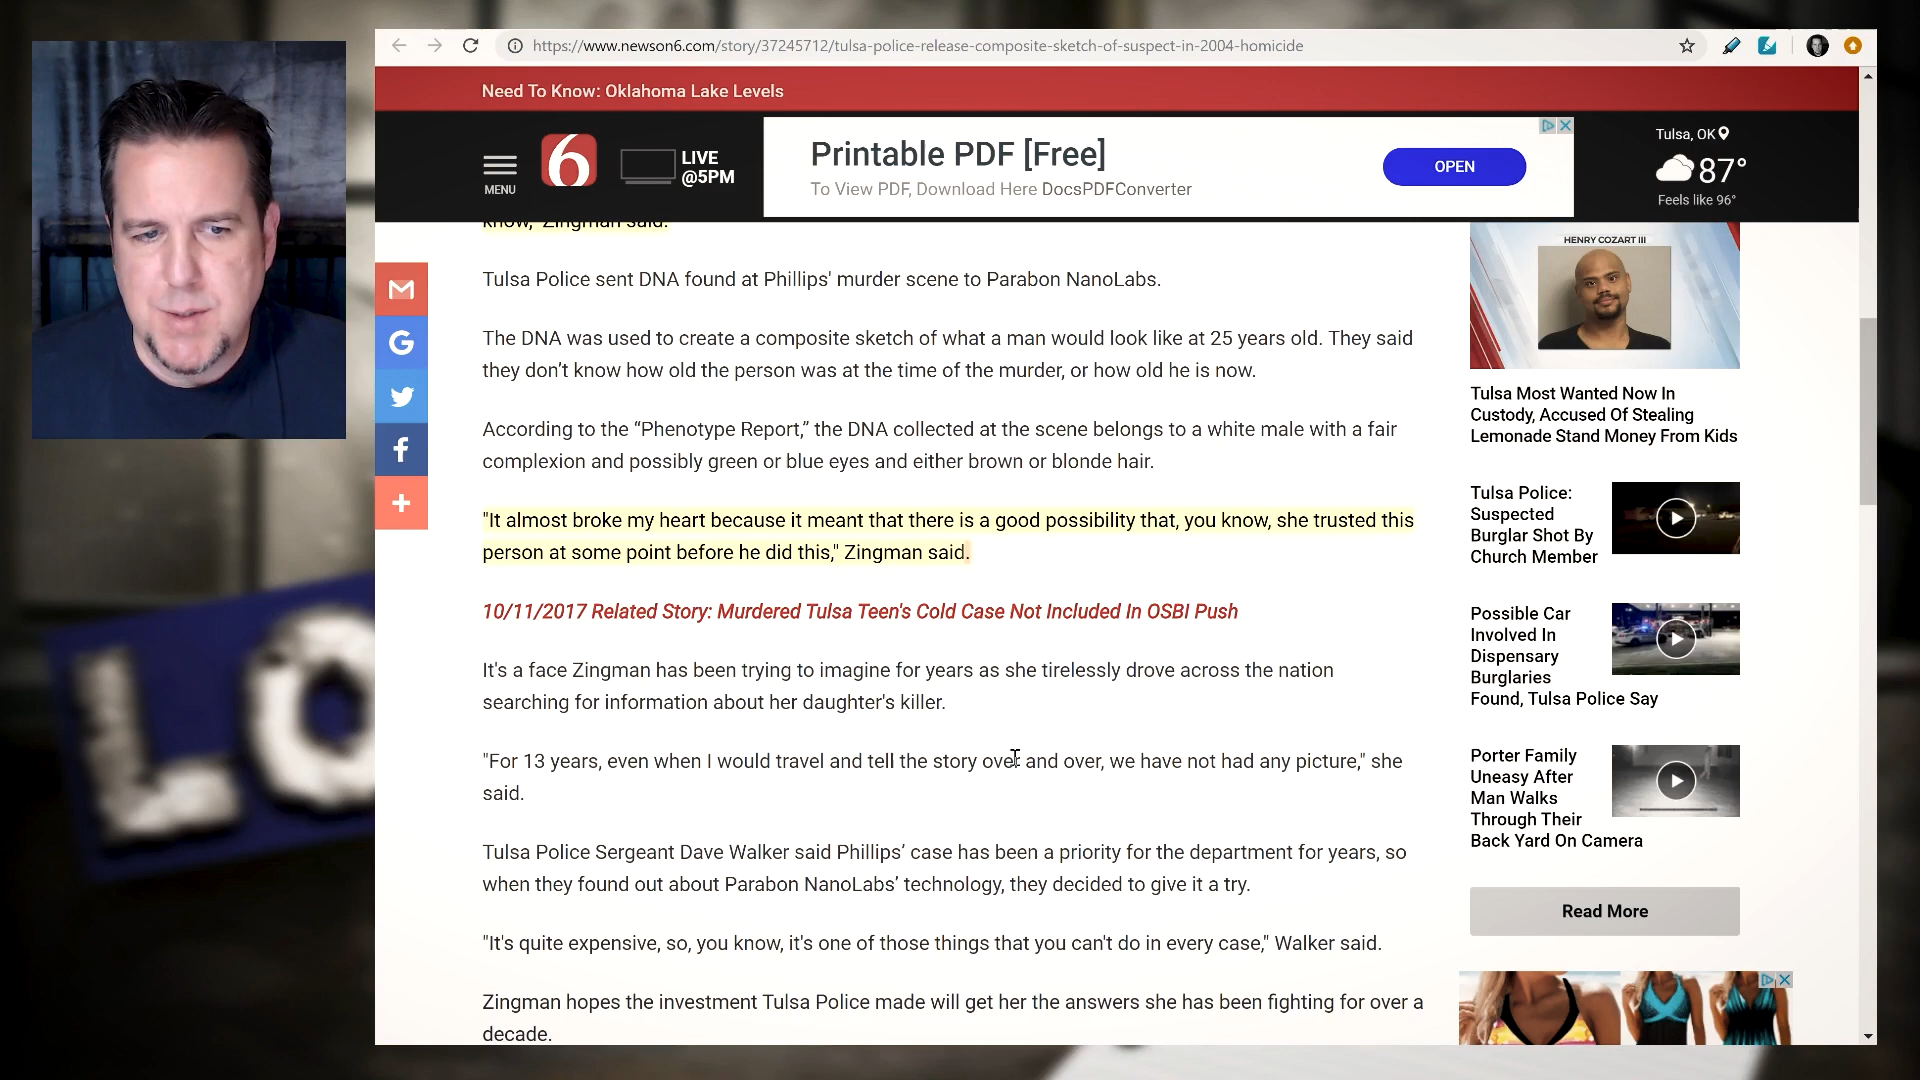 https://www.newson6.com/story/37245712/tulsa-police-release-composite-sketch-of-suspect-in-2004-homicide
Need To Know: Oklahoma Lake Levels
MENU
6
LIVE
@5PM
Printable PDF [Free]
To View PDF, Download Here DocsPDFConverter
OPEN
Tulsa, OK
87°
Feels like 96°
know," Zingman said.
Tulsa Police sent DNA found at Phillips' murder scene to Parabon NanoLabs.
The DNA was used to create a composite sketch of what a man would look like at 25 years old. They said
they don't know how old the person was at the time of the murder, or how old he is now.
According to the “Phenotype Report,” the DNA collected at the scene belongs to a white male with a fair
complexion and possibly green or blue eyes and either brown or blonde hair.
"It almost broke my heart because it meant that there is a good possibility that, you know, she trusted this
person at some point before he did this," Zingman said.
10/11/2017 Related Story: Murdered Tulsa Teen's Cold Case Not Included In OSBI Push
It's a face Zingman has been trying to imagine for years as she tirelessly drove across the nation
searching for information about her daughter's killer.
"For 13 years, even when I would travel and tell the story over and over, we have not had any picture," she
said.
Tulsa Police Sergeant Dave Walker said Phillips’ case has been a priority for the department for years, so
when they found out about Parabon NanoLabs’ technology, they decided to give it a try.
"It's quite expensive, so, you know, it's one of those things that you can't do in every case," Walker said.
Zingman hopes the investment Tulsa Police made will get her the answers she has been fighting for over a
decade.
HENRY COZART III
Tulsa Most Wanted Now In
Custody, Accused Of Stealing
Lemonade Stand Money From Kids
Tulsa Police:
Suspected
Burglar Shot By
Church Member
Possible Car
Involved In
Dispensary
Burglaries
Found, Tulsa Police Say
Porter Family
Uneasy After
Man Walks
Through Their
Back Yard On Camera
Read More
LO